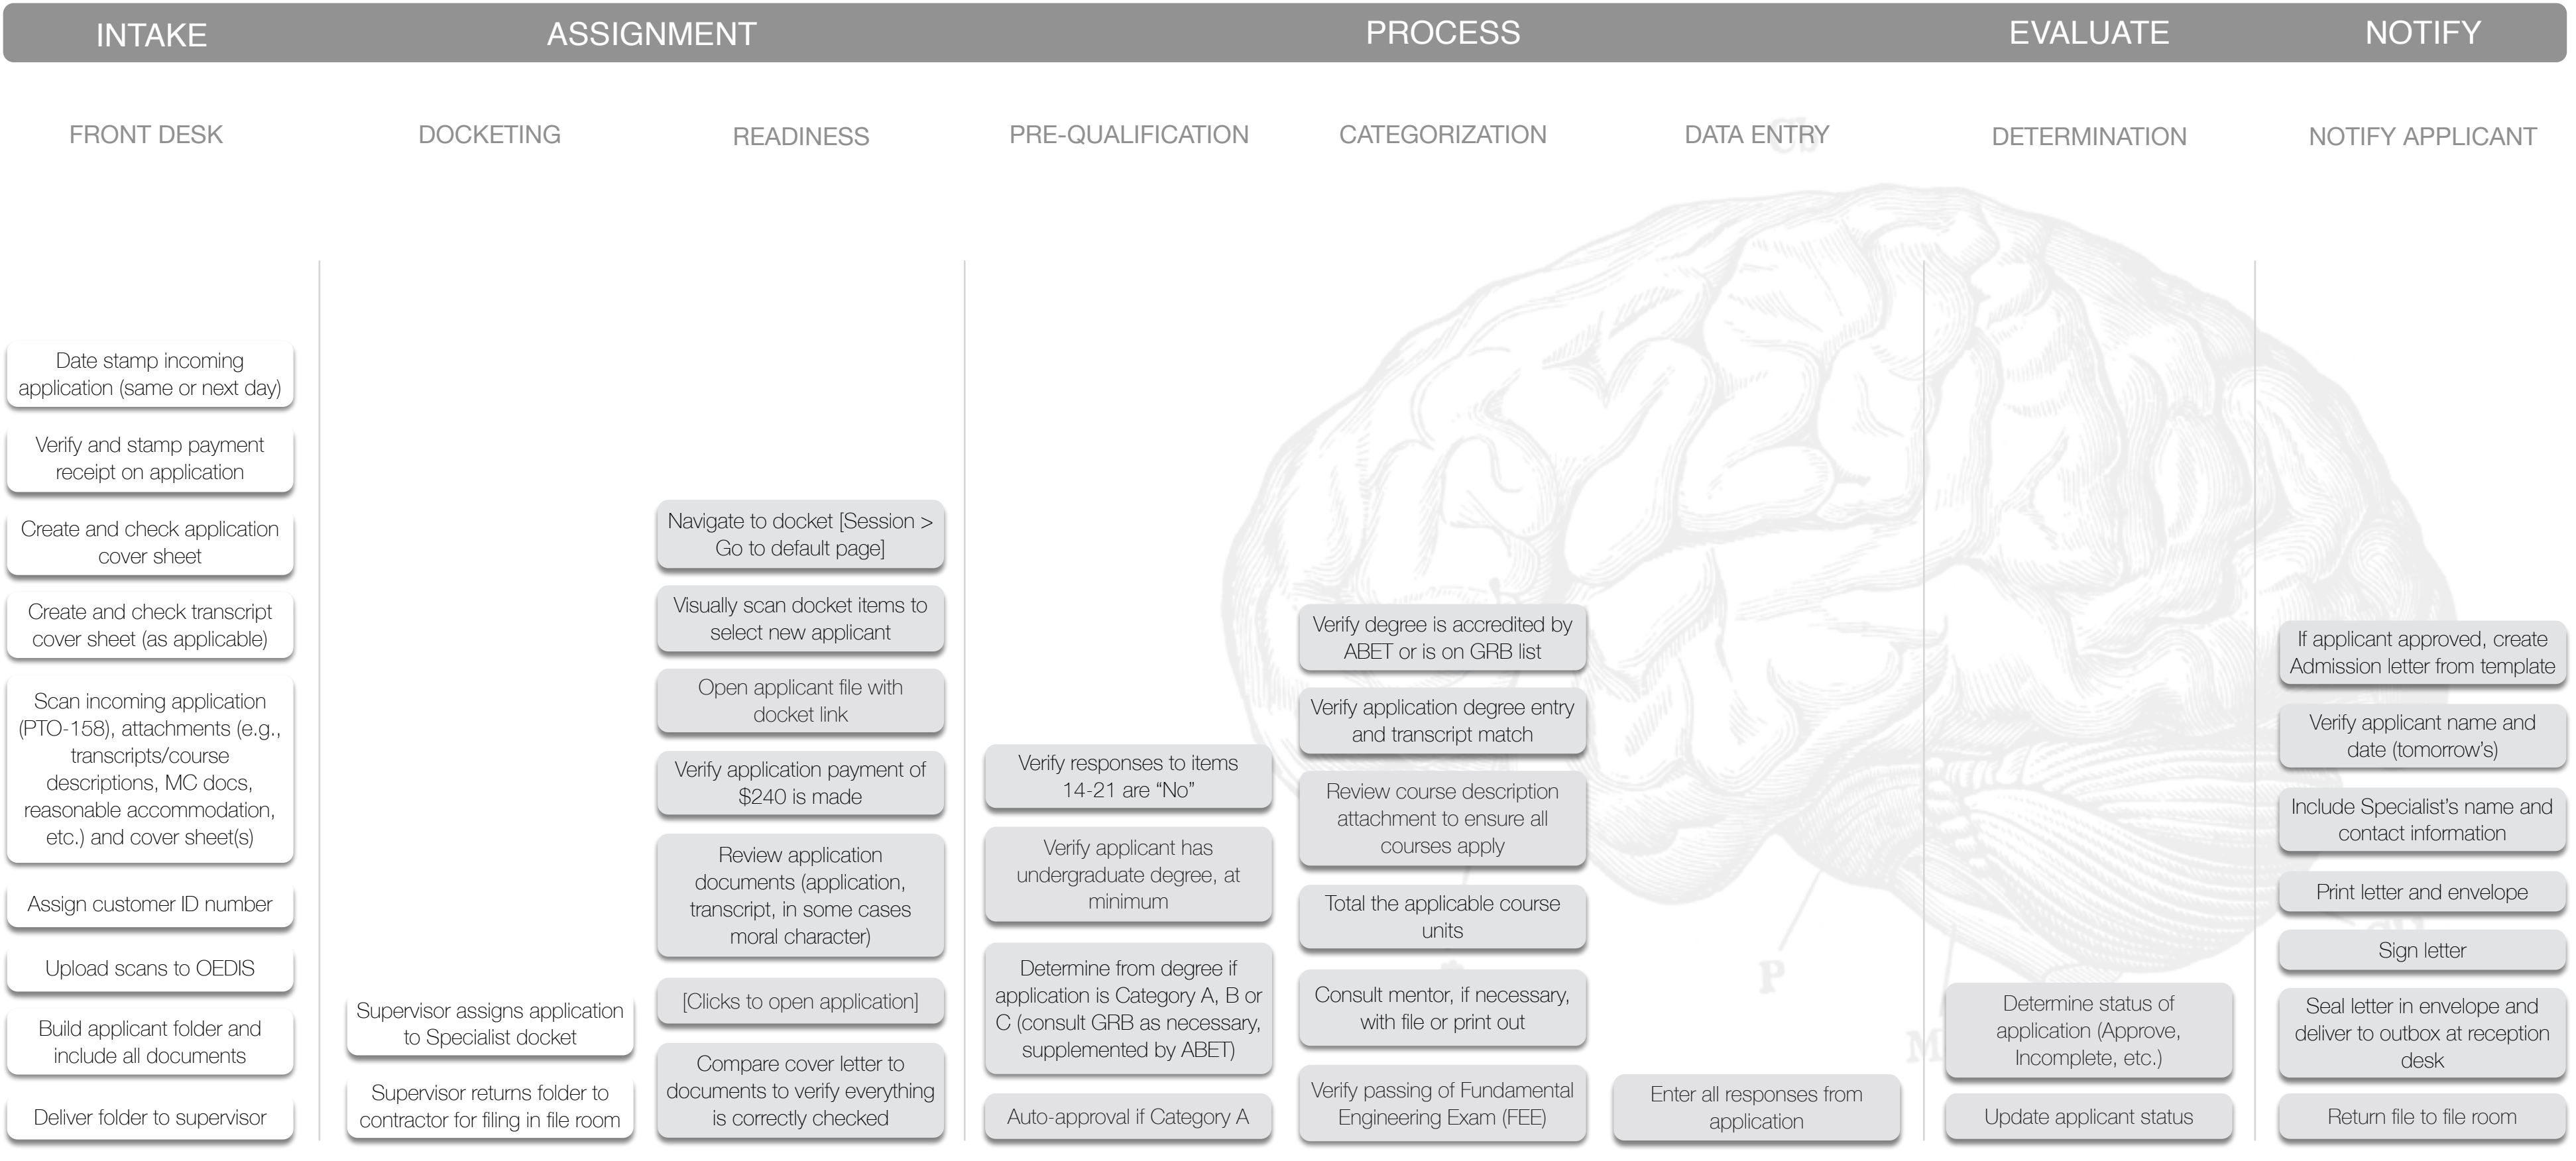 INTAKE
ASSIGNMENT
PROCESS
EVALUATE
NOTIFY
FRONT DESK
DOCKETING
READINESS
PRE-QUALIFICATION
CATEGORIZATION
DATA ENTRY
DETERMINATION
NOTIFY APPLICANT
Date stamp incoming
application (same or next day)
Verify and stamp payment
receipt on application
Create and check application
cover sheet
Create and check transcript
cover sheet (as applicable)
Scan incoming application
(PTO-158), attachments (e.g.,
transcripts/course
descriptions, MC docs,
reasonable accommodation,
etc.) and cover sheet(s)
Assign customer ID number
Upload scans to OEDIS
Build applicant folder and
include all documents
Deliver folder to supervisor
Supervisor assigns application
to Specialist docket
Supervisor returns folder to
contractor for filing in file room
Navigate to docket [Session >
Go to default page]
Visually scan docket items to
select new applicant
Open applicant file with
docket link
Verify application payment of
$240 is made
Review application
documents (application,
transcript, in some cases
moral character)
[Clicks to open application]
Compare cover letter to
documents to verify everything
is correctly checked
Verify responses to items
14-21 are “No”
Verify applicant has
undergraduate degree, at
minimum
Determine from degree if
application is Category A, B or
C (consult GRB as necessary,
supplemented by ABET)
Auto-approval if Category A
Verify degree is accredited by
ABET or is on GRB list
Verify application degree entry
and transcript match
Review course description
attachment to ensure all
courses apply
Total the applicable course
units
Consult mentor, if necessary,
with file or print out
Verify passing of Fundamental
Engineering Exam (FEE)
Enter all responses from
application
Determine status of
application (Approve,
Incomplete, etc.)
Update applicant status
If applicant approved, create
Admission letter from template
Verify applicant name and
date (tomorrow’s)
Include Specialist’s name and
contact information
Print letter and envelope
Sign letter
Seal letter in envelope and
deliver to outbox at reception
desk
Return file to file room
P
M